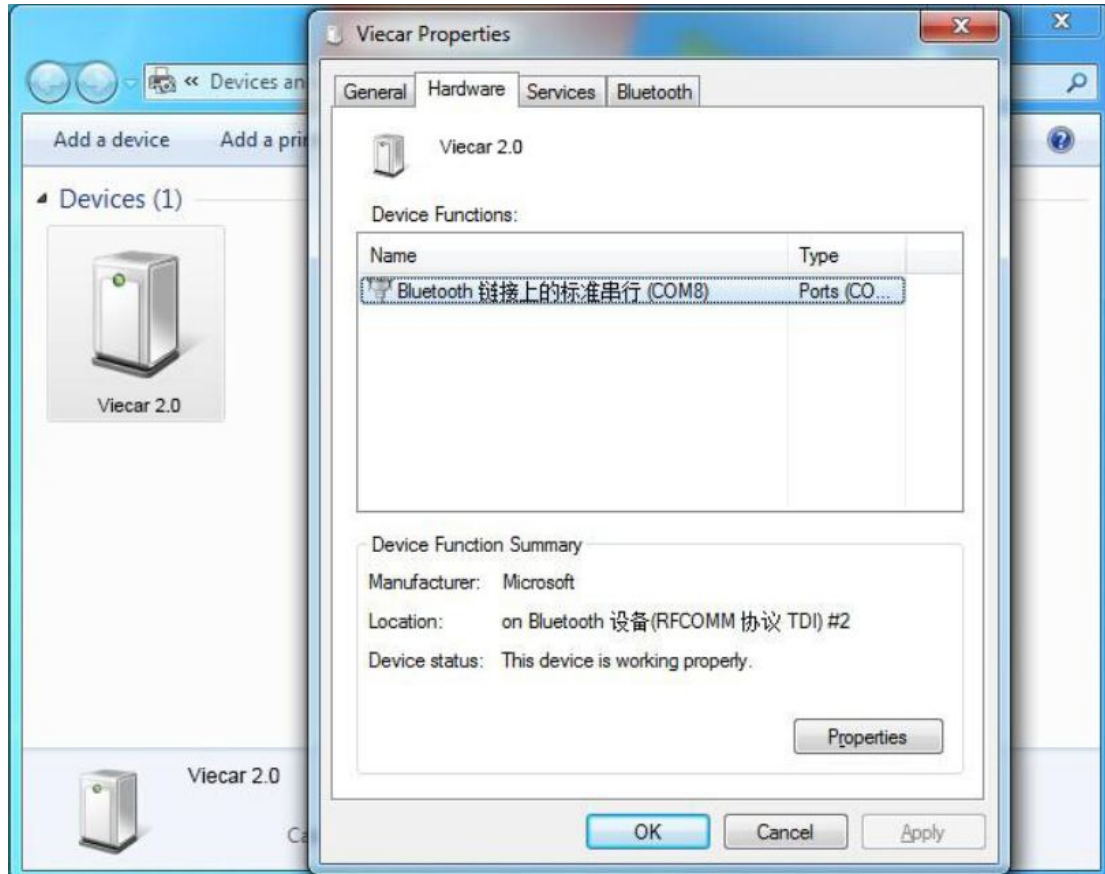 Viecar Properties
« Devices an
General Hardware Services Bluetooth
Add a device Add a prin
Viecar 2.0
Devices (1)
Device Functions:
Name Type
Bluetooth 链接上的标准串行 (COM8) Ports (CO...
Viecar 2.0
Device Function Summary
Manufacturer: Microsoft
Location: on Bluetooth 设备(RFCOMM 协议 TDI) #2
Device status: This device is working properly.
Properties
Viecar 2.0
Ca
OK Cancel Apply